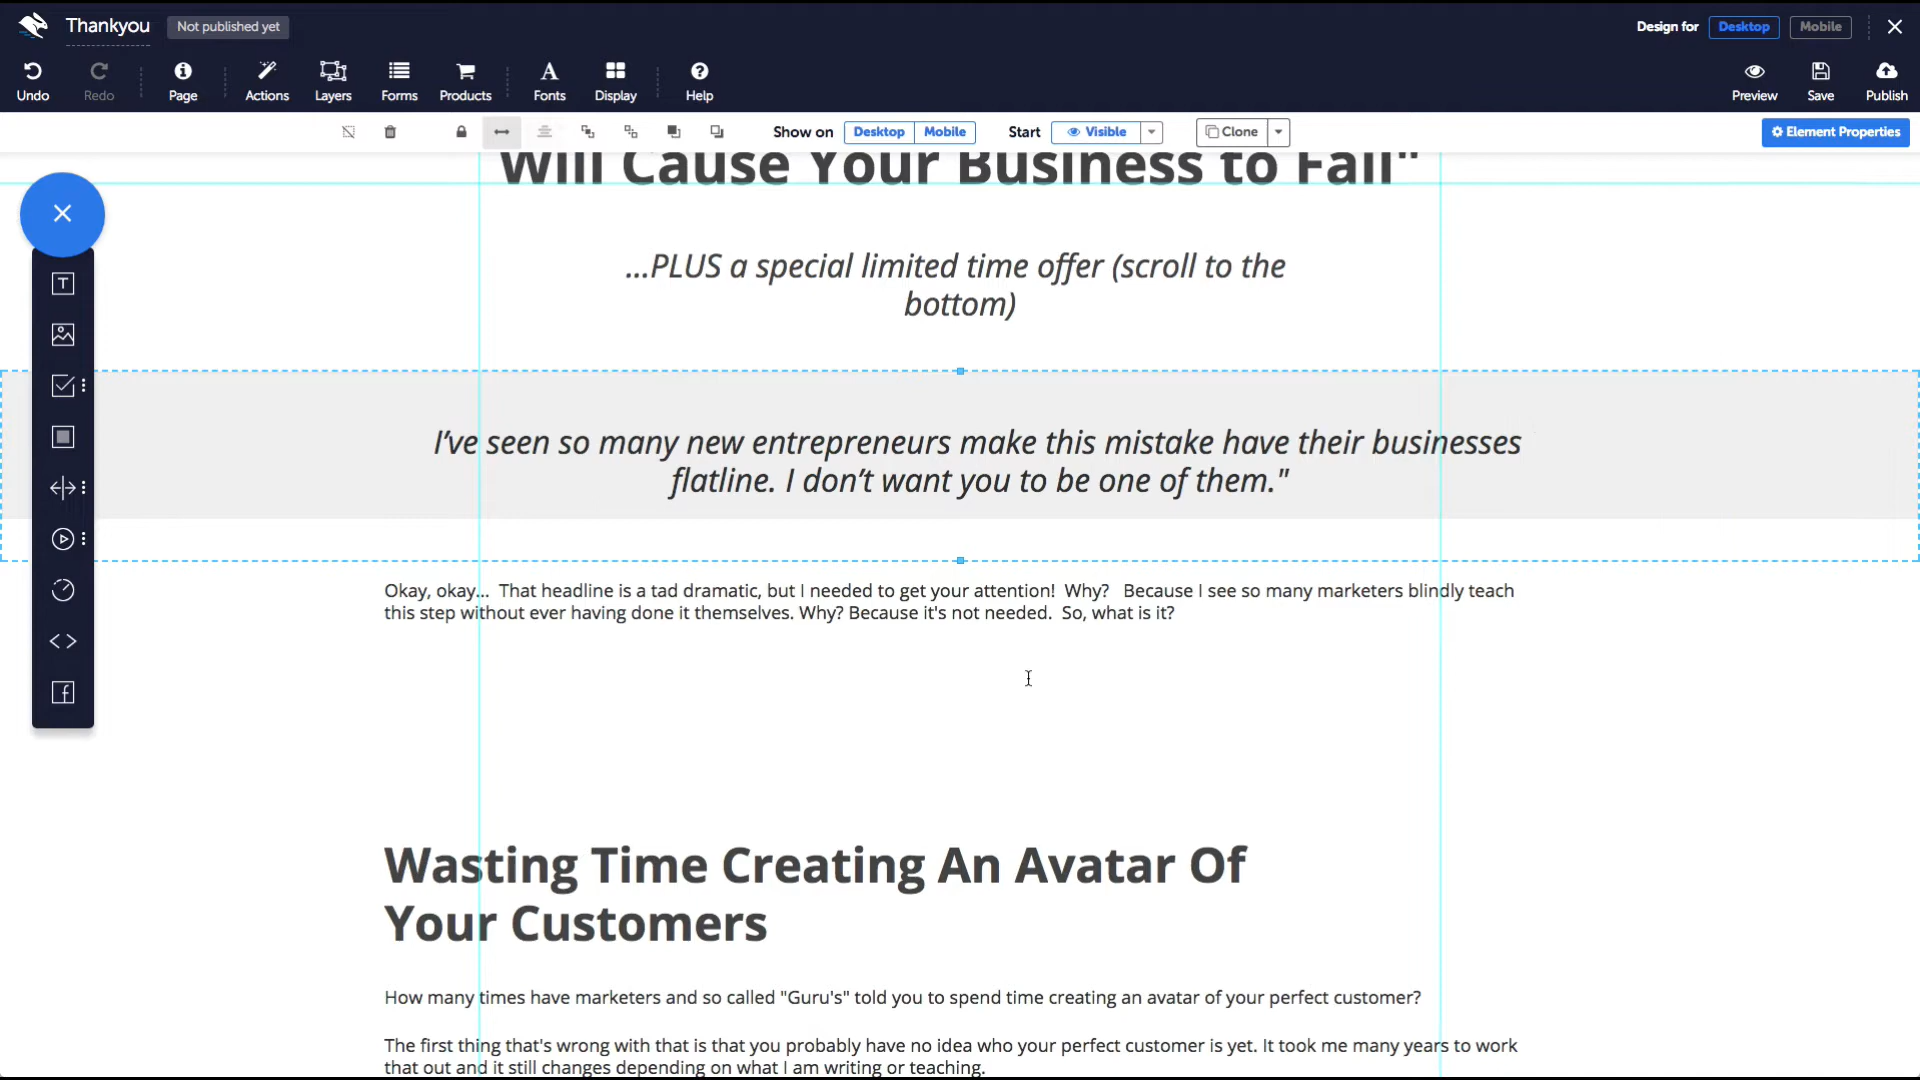 Thankyou
Not published yet
Design for
Desktop
Mobile
Undo
Redo
Page
Actions
Layers
Forms
Products
Fonts
Display
Help
Preview
Save
Publish
Show on
Desktop
Mobile
Start
Visible
Clone
Element Properties
Will Cause Your Business to Fail"
...PLUS a special limited time offer (scroll to the
bottom)
I've seen so many new entrepreneurs make this mistake have their businesses
flatline. I don't want you to be one of them."
Okay, okay... That headline is a tad dramatic, but I needed to get your attention! Why? Because I see so many marketers blindly teach
this step without ever having done it themselves. Why? Because it's not needed. So, what is it?
Wasting Time Creating An Avatar Of
Your Customers
How many times have marketers and so called "Guru's" told you to spend time creating an avatar of your perfect customer?
The first thing that's wrong with that is that you probably have no idea who your perfect customer is yet. It took me many years to work
that out and it still changes depending on what I am writing or teaching.